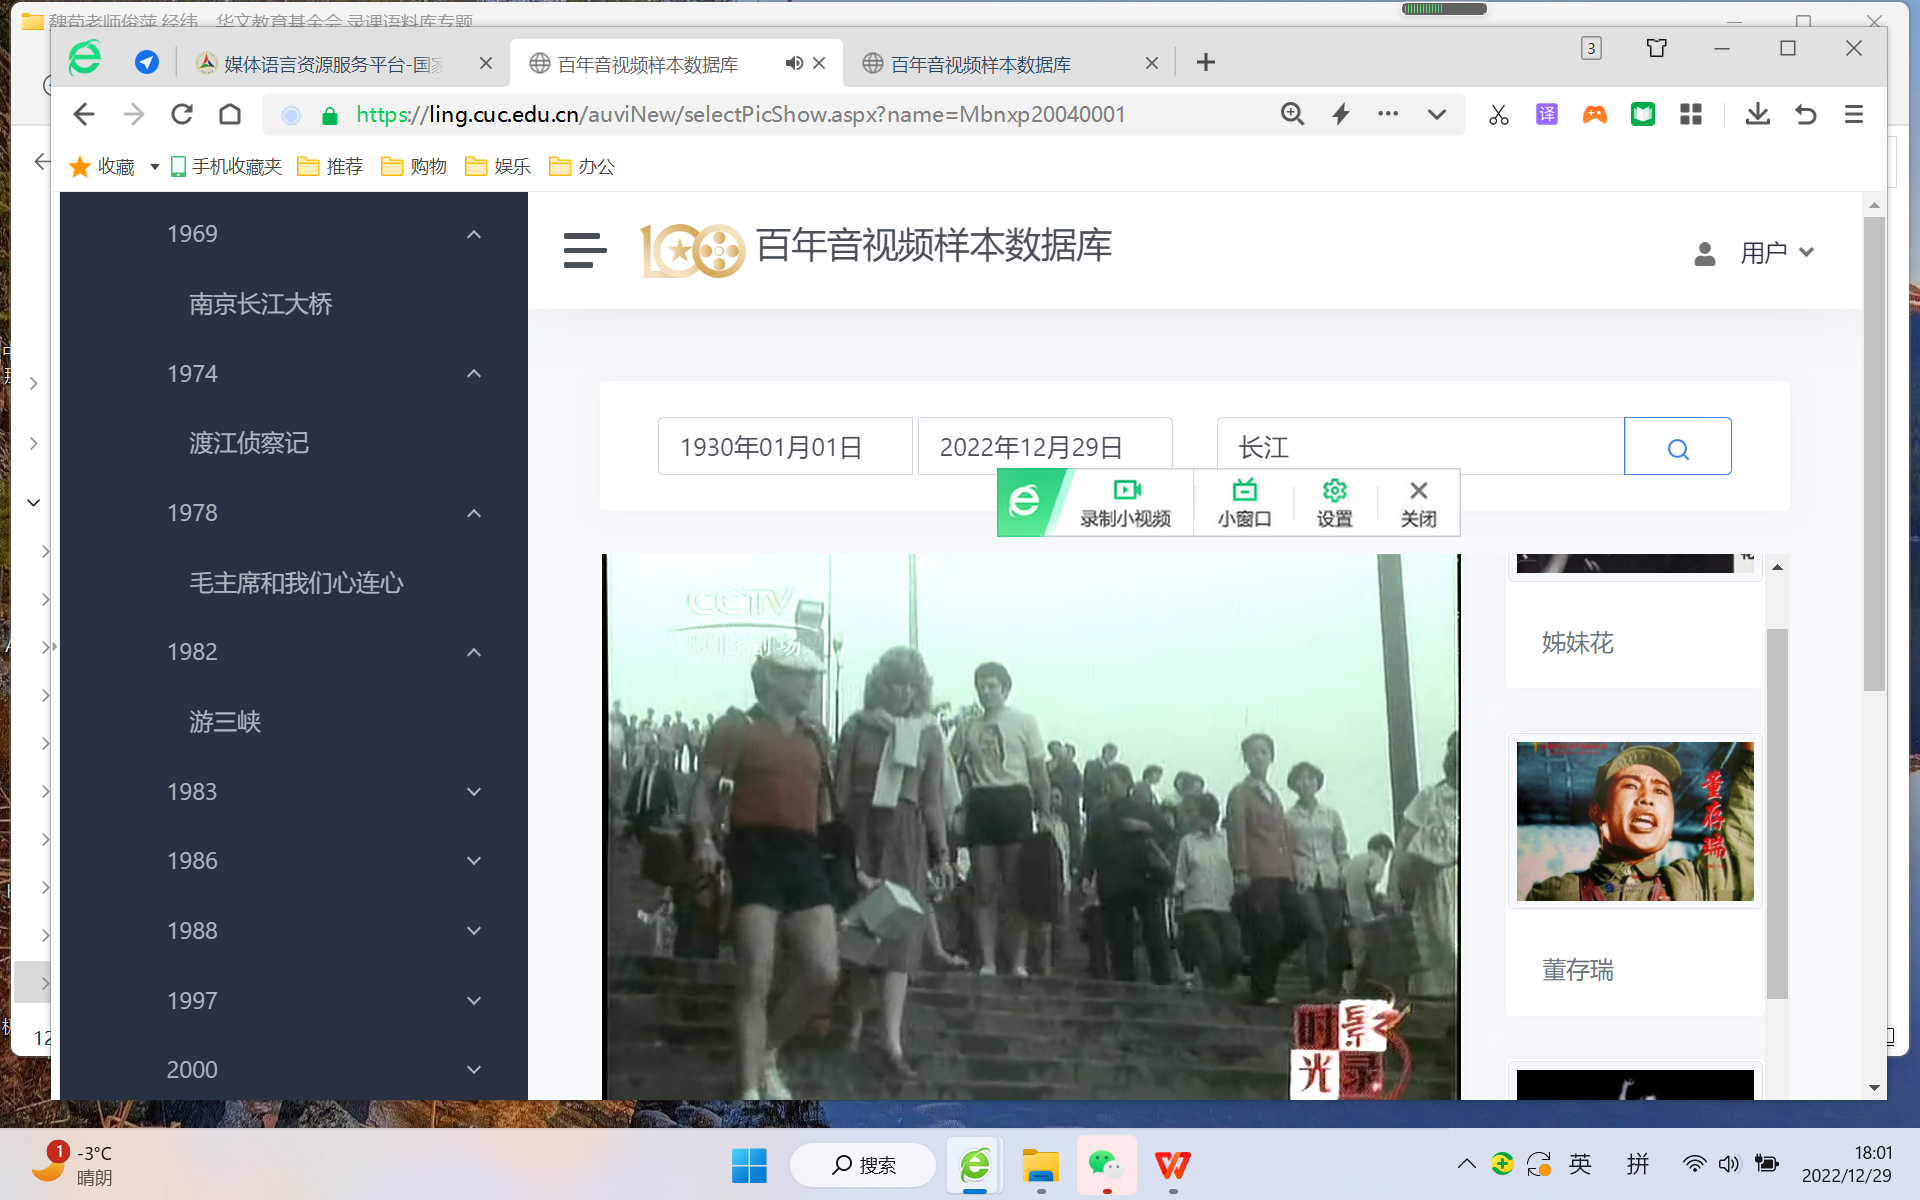 魏荀老师俊萍 经纬 华文教育基金会 录课语料库专题
媒体语言资源服务平台-国家
百年音视频样本数据库
百年音视频样本数据库
3
https://ling.cuc.edu.cn/auviNew/selectPicShow.aspx?name=Mbnxp20040001
译
收藏
手机收藏夹
推荐
购物
娱乐
办公
1969
南京长江大桥
1974
渡江侦察记
1978
毛主席和我们心连心
1982
游三峡
1983
1986
1988
1997
2000
100
百年音视频样本数据库
用户
1930年01月01日
2022年12月29日
长江
录制小视频
小窗口
设置
关闭
CCTV
怀旧剧场
时影
光录
姊妹花
董存瑞
董存瑞
12
1
-3°C
晴朗
搜索
英
拼
18:01
2022/12/29